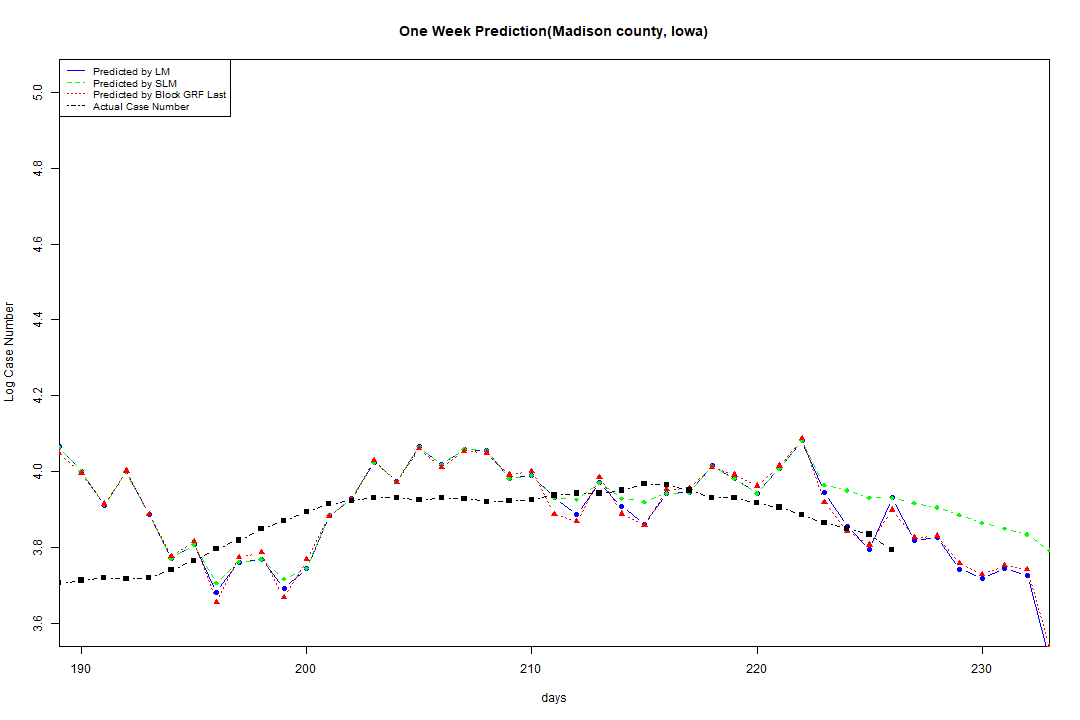 One Week Prediction(Madison county, Iowa)
Predicted by LM
Predicted by SLM
Predicted by Block GRF Last
Actual Case Number
5.0
4.8
4.6
4.4
4.2
4.0
3.8
3.6
Log Case Number
190 200 210 220 230
days